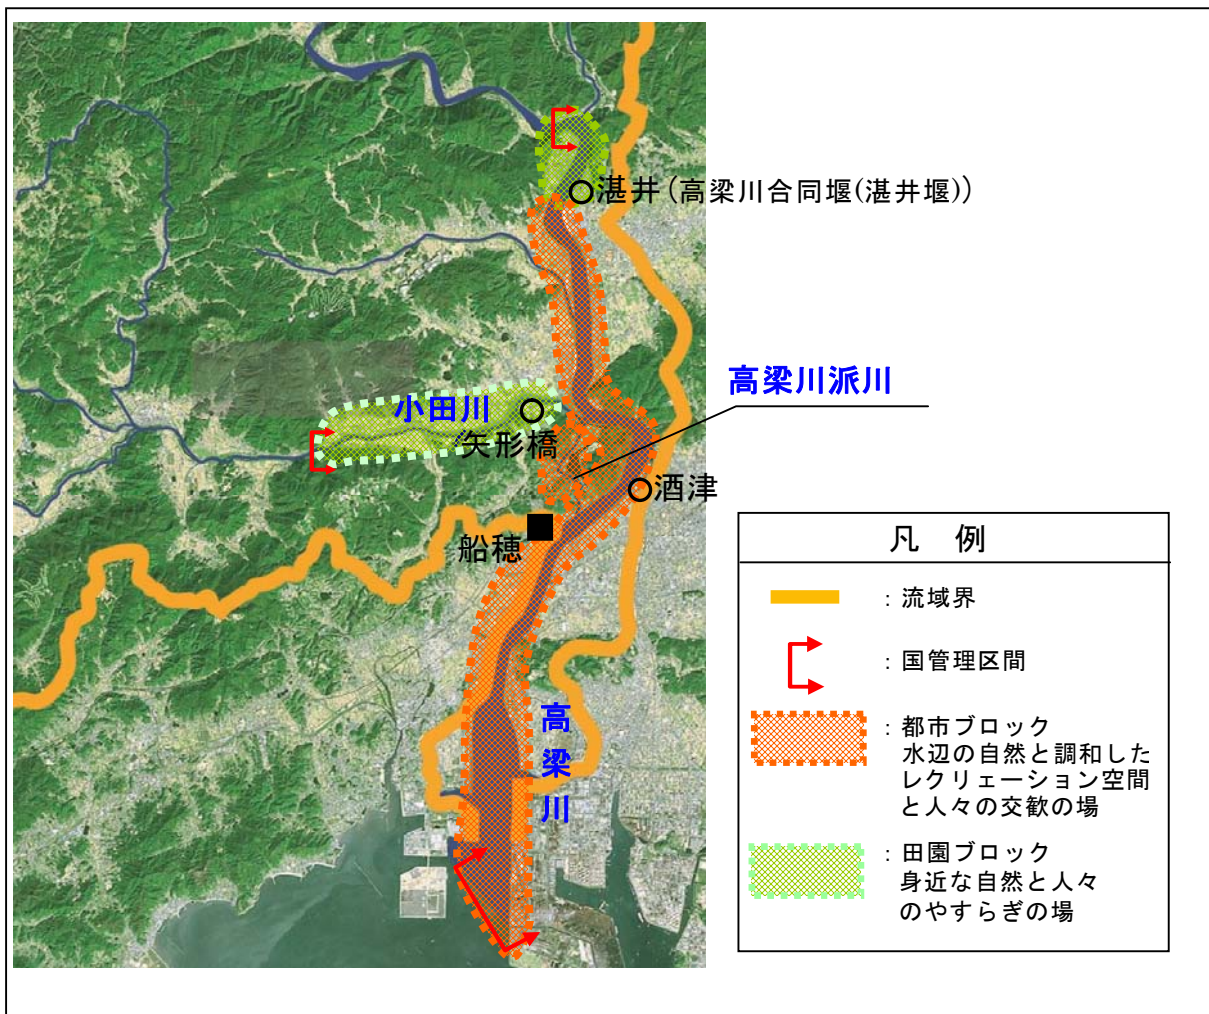 湛井(高梁川合同堰(湛井堰))
高梁川派川
小田川
矢形橋
酒津
船穂
高梁川
凡 例
：流域界
：国管理区間
：都市ブロック
水辺の自然と調和した
レクリェーション空間
と人々の交歓の場
：田園ブロック
身近な自然と人々
のやすらぎの場